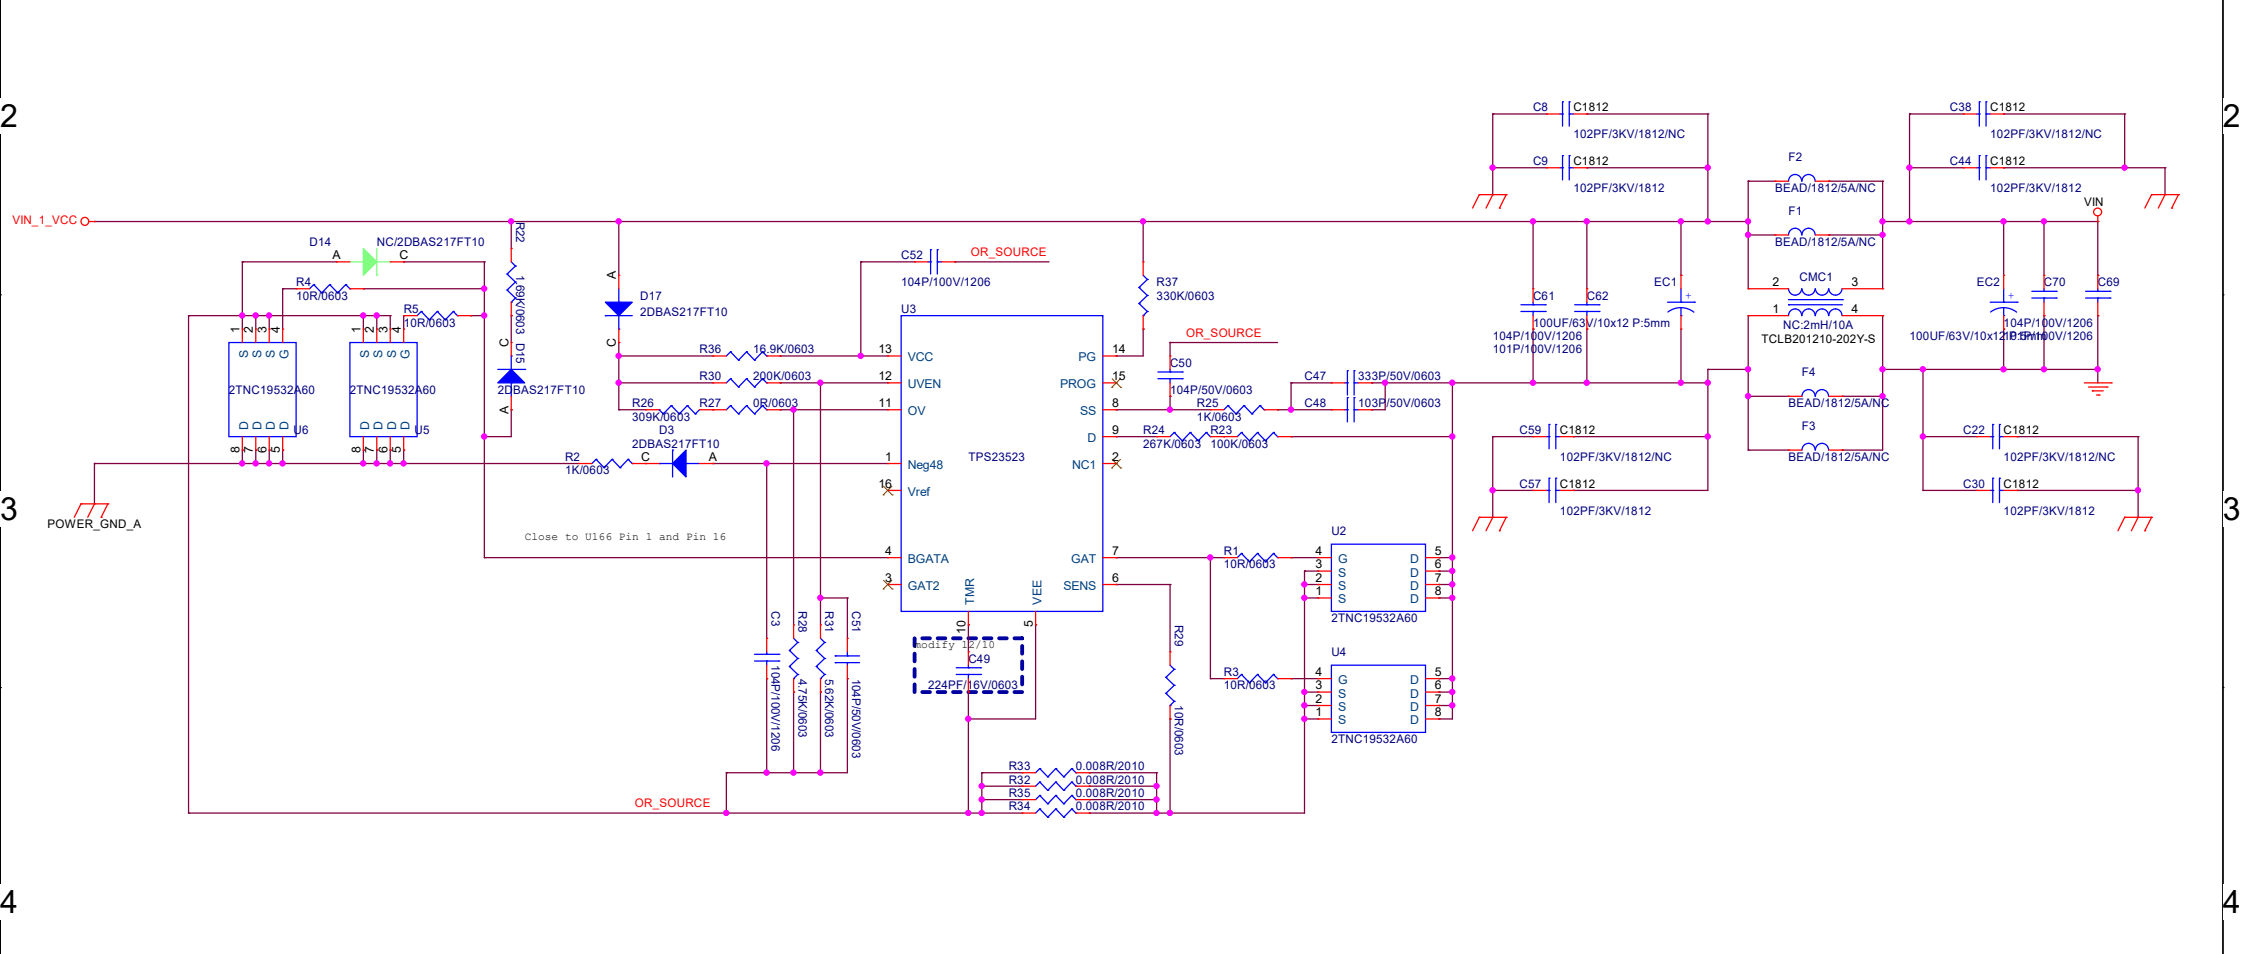 2
2
C8
C1812
102PF/3KV/1812/NC
C9
C1812
102PF/3KV/1812
C38
C1812
102PF/3KV/1812/NC
C44
C1812
102PF/3KV/1812
F2
BEAD/1812/5A/NC
F1
BEAD/1812/5A/NC
VIN
VIN_1_VCC
D14
NC/2DBAS217FT10
A
C
R4
10R/0603
R5
10R/0603
R22
1.69K/0603
D15
2DBAS217FT10
C
A
A
D17
2DBAS217FT10
C
C52
104P/100V/1206
OR_SOURCE
R37
330K/0603
OR_SOURCE
C50
104P/50V/0603
C61
C62
EC1
+
100UF/63V/10x12 P:5mm
104P/100V/1206
101P/100V/1206
2
CMC1
3
1
4
NC:2mH/10A
TCLB201210-202Y-S
EC2
+
C70
C69
104P/100V/1206
100UF/63V/10x12 P:5mm
F4
BEAD/1812/5A/NC
F3
BEAD/1812/5A/NC
1
2
3
4
S
S
S
G
2TNC19532A60
D
D
D
D
U6
8
7
6
5
1
2
3
4
S
S
S
G
2TNC19532A60
D
D
D
D
U5
8
7
6
5
R36
16.9K/0603
R30
200K/0603
R26
309K/0603
R27
0R/0603
D3
2DBAS217FT10
R2
1K/0603
C
A
U3
TPS23523
13
VCC
12
UVEN
11
OV
1
Neg48
16
Vref
4
BGATA
3
GAT2
TMR
10
VEE
5
14
PG
15
PROG
8
SS
9
D
2
NC1
7
GAT
6
SENS
R25
1K/0603
C47
333P/50V/0603
C48
103P/50V/0603
R24
267K/0603
R23
100K/0603
C59
C1812
102PF/3KV/1812/NC
C57
C1812
102PF/3KV/1812
C22
C1812
102PF/3KV/1812/NC
C30
C1812
102PF/3KV/1812
3
3
POWER_GND_A
Close to U166 Pin 1 and Pin 16
R1
10R/0603
U2
4
G
3
S
2
S
1
S
D
5
D
6
D
7
D
8
2TNC19532A60
R3
10R/0603
U4
4
G
3
S
2
S
1
S
D
5
D
6
D
7
D
8
2TNC19532A60
C3
104P/100V/1206
R28
4.75K/0603
R31
5.62K/0603
C51
104P/50V/0603
modify 12/10
C49
224PF/16V/0603
R29
10R/0603
R33
0.008R/2010
R32
0.008R/2010
R35
0.008R/2010
R34
0.008R/2010
OR_SOURCE
4
4